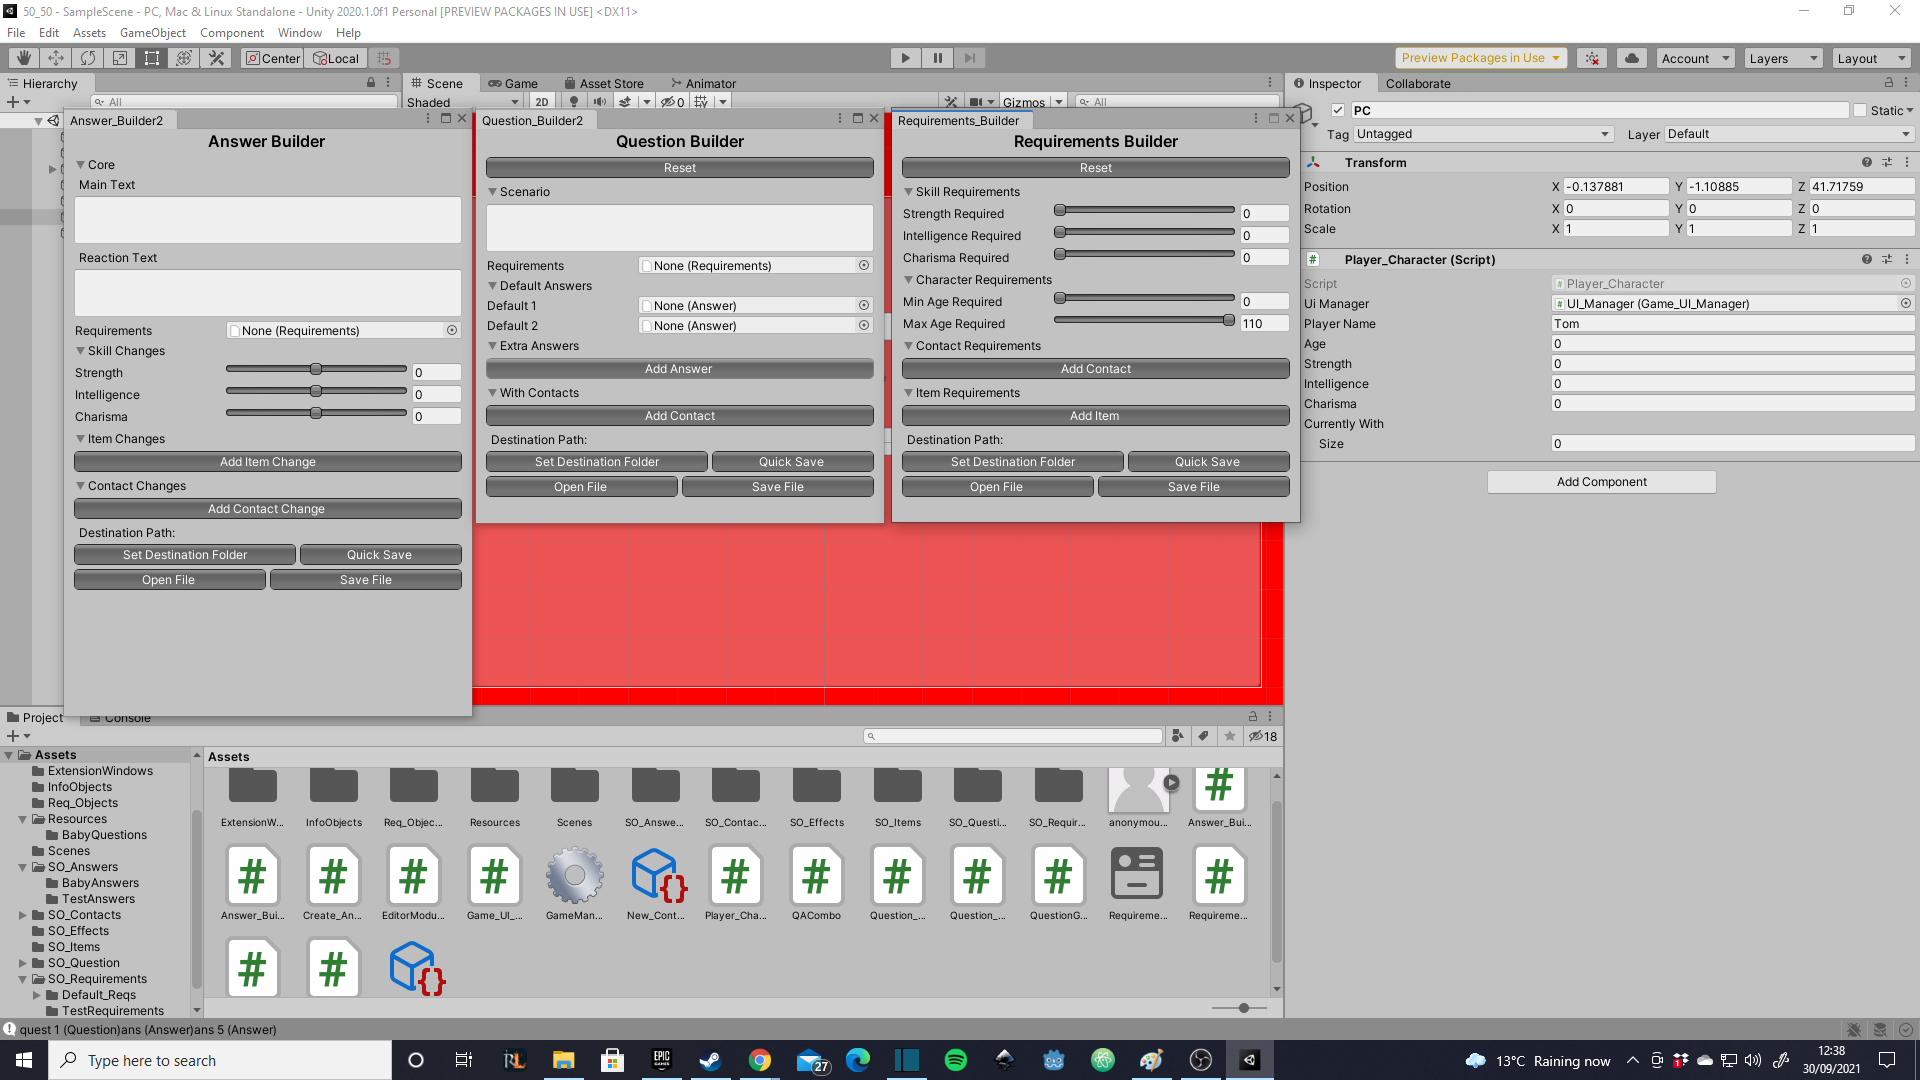 50_50 - SampleScene - PC, Mac & Linux Standalone - Unity 2020.1.0f1 Personal [PREVIEW PACKAGES IN USE] <DX11>
File Edit Assets GameObject Component Window Help
Center Local Preview Packages in Use Account Layers Layout
Hierarchy
All
Scene Game Asset Store Animator
Shaded 2D 0 Gizmos All
Answer_Builder2
Answer Builder
Core
Main Text
Reaction Text
Requirements None (Requirements)
Skill Changes
Strength 0
Intelligence 0
Charisma 0
Item Changes
Add Item Change
Contact Changes
Add Contact Change
Destination Path:
Set Destination Folder Quick Save
Open File Save File
Question_Builder2
Question Builder
Reset
Scenario
Requirements None (Requirements)
Default Answers
Default 1 None (Answer)
Default 2 None (Answer)
Extra Answers
Add Answer
With Contacts
Add Contact
Destination Path:
Set Destination Folder Quick Save
Open File Save File
Requirements_Builder
Requirements Builder
Reset
Skill Requirements
Strength Required 0
Intelligence Required 0
Charisma Required 0
Character Requirements
Min Age Required 0
Max Age Required 110
Contact Requirements
Add Contact
Item Requirements
Add Item
Destination Path:
Set Destination Folder Quick Save
Open File Save File
Inspector Collaborate
PC Static
Tag Untagged Layer Default
Transform
Position X -0.137881 Y -1.10885 Z 41.71759
Rotation X 0 Y 0 Z 0
Scale X 1 Y 1 Z 1
# Player_Character (Script)
Script Player_Character
Ui Manager UI_Manager (Game_UI_Manager)
Player Name Tom
Age 0
Strength 0
Intelligence 0
Charisma 0
Currently With
Size 0
Add Component
Project Console
18
Assets
ExtensionWindows
InfoObjects
Req_Objects
Resources
BabyQuestions
Scenes
SO_Answers
BabyAnswers
TestAnswers
SO_Contacts
SO_Effects
SO_Items
SO_Question
SO_Requirements
Default_Reqs
TestRequirements
Assets
ExtensionW... InfoObjects Req_Objec... Resources Scenes SO_Answe... SO_Contac... SO_Effects SO_Items SO_Questi... SO_Requir... anonymou... Answer_Bui...
Answer_Bui... Create_An... EditorModu... Game_UI_... GameMan... New_Cont... Player_Cha... QACombo Question_... Question_... QuestionG... Requireme... Requireme...
quest 1 (Question)ans (Answer)ans 5 (Answer)
Type here to search
EPIC GAMES
27
13°C Raining now
12:38
30/09/2021